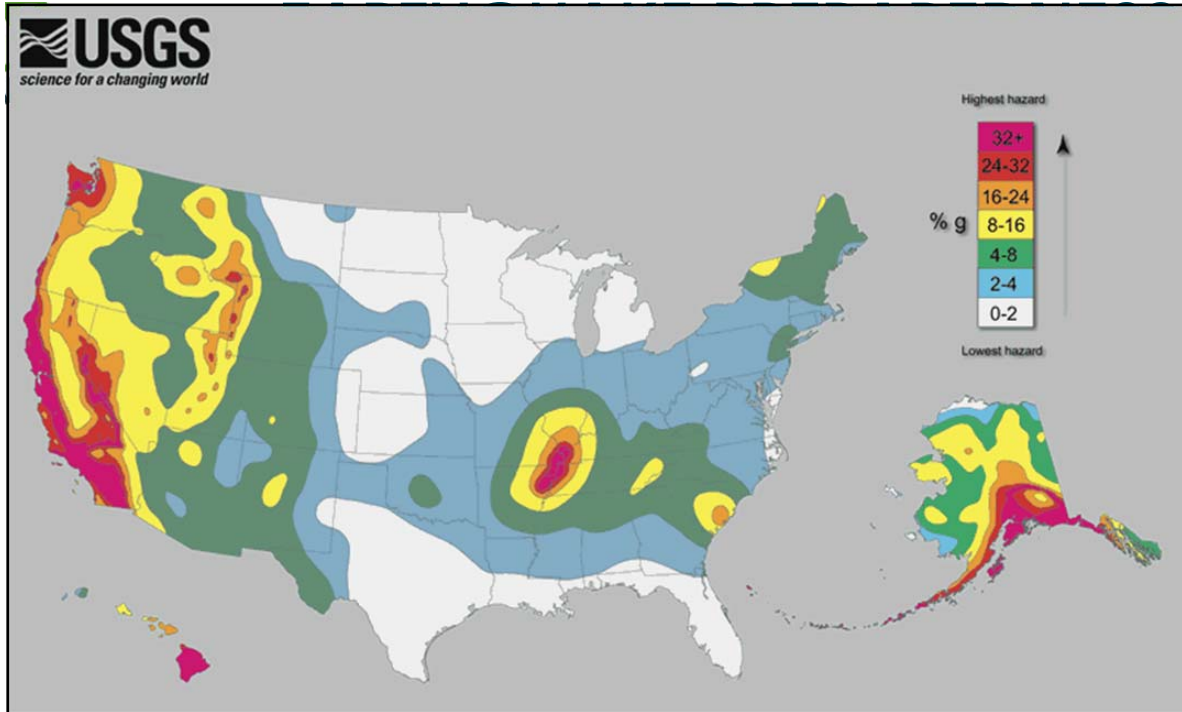 USGS
science for a changing world
Highest hazard
32+
24-32
16-24
% g
8-16
4-8
2-4
0-2
Lowest hazard